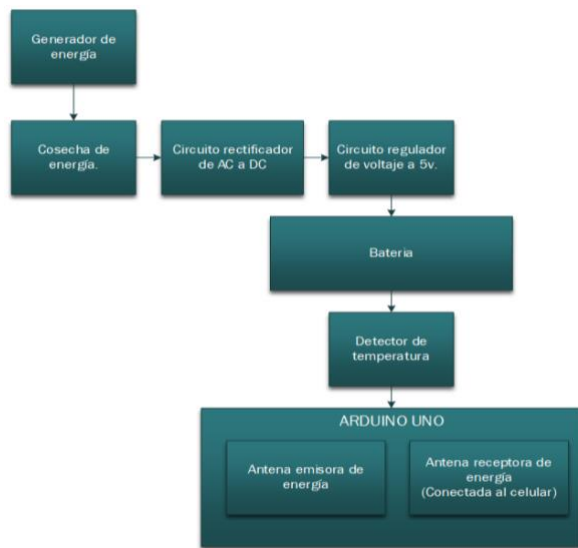 Generador de
energía
Cosecha de
energía.
Circuito rectificador
de AC a DC
Circuito regulador
de voltaje a 5v.
Bateria
Detector de
temperatura
ARDUINO UNO
Antena emisora de
energía
Antena receptora de
energía
(Conectada al celular)